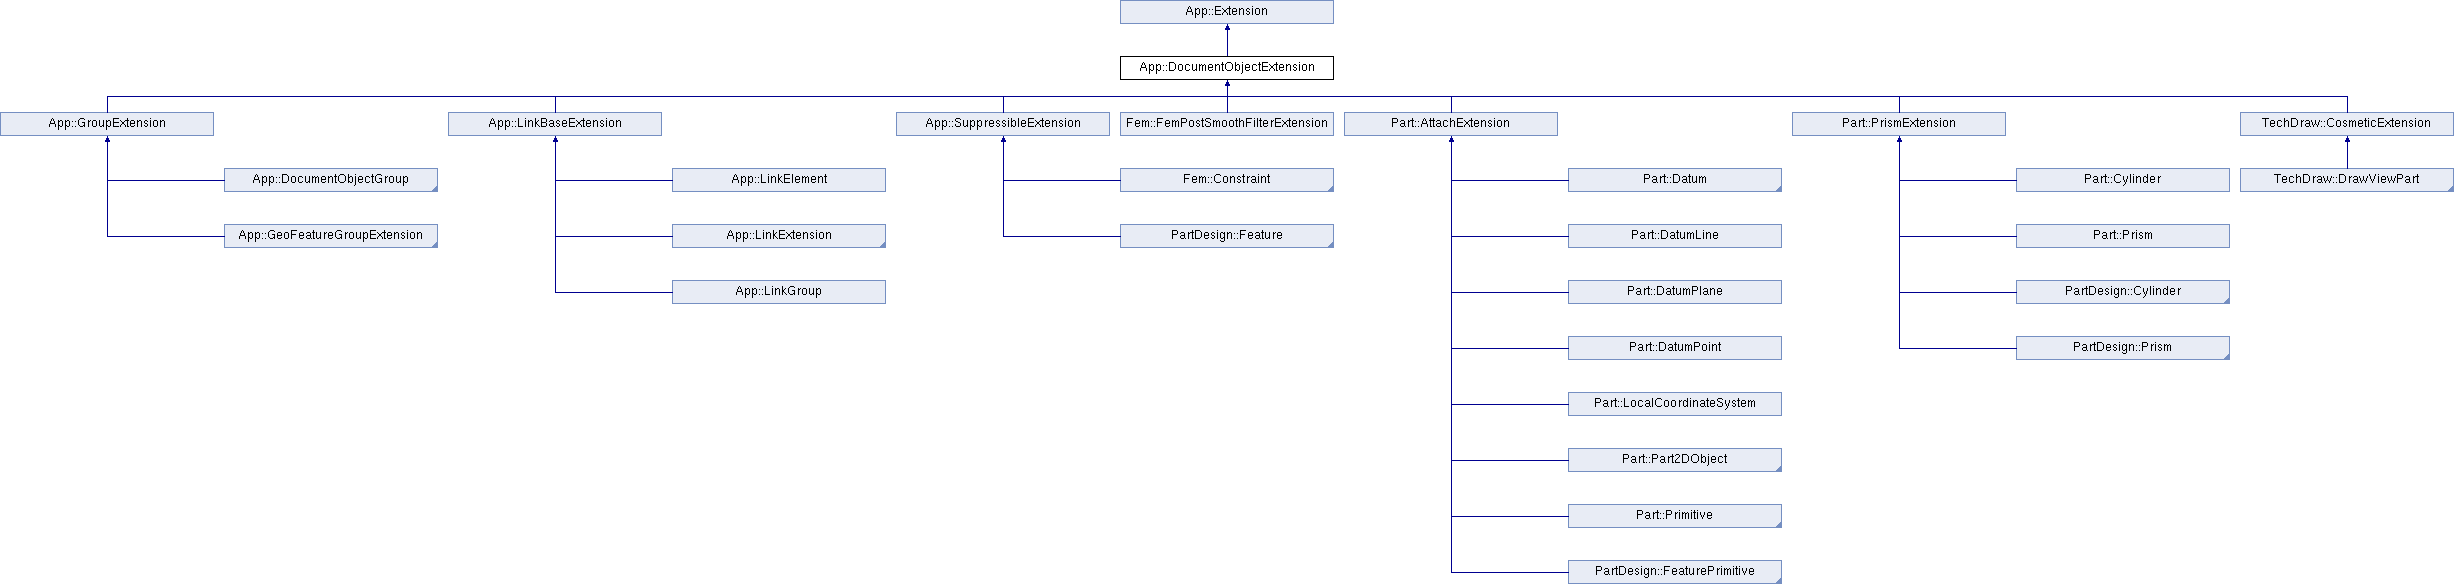 App::Extension
App::DocumentObjectExtension
App::GroupExtension
App::LinkBaseExtension
App::SuppressibleExtension
Fem::FemPostSmoothFilterExtension
Part::AttachExtension
Part::PrismExtension
TechDraw::CosmeticExtension
App::DocumentObjectGroup
App::LinkElement
Fem::Constraint
Part::Datum
Part::Cylinder
TechDraw::DrawViewPart
App::GeoFeatureGroupExtension
App::LinkExtension
PartDesign::Feature
Part::DatumLine
Part::Prism
App::LinkGroup
Part::DatumPlane
PartDesign::Cylinder
Part::DatumPoint
PartDesign::Prism
Part::LocalCoordinateSystem
Part::Part2DObject
Part::Primitive
PartDesign::FeaturePrimitive